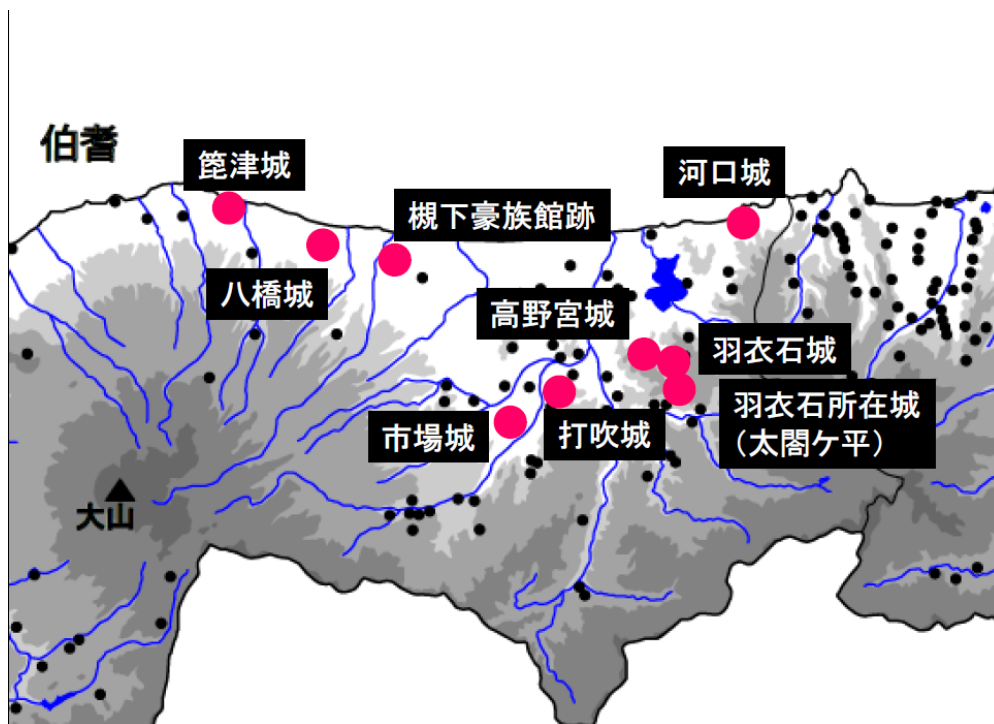 伯耆
箆津城
河口城
槻下豪族館跡
八橋城
高野宮城
羽衣石城
羽衣石所在城
（太閤ケ平）
市場城
打吹城
大山